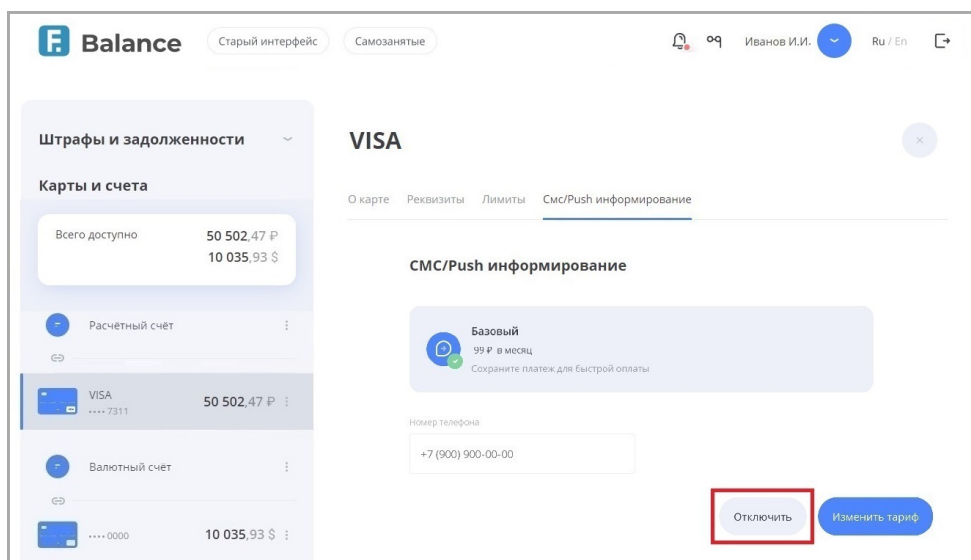 F. Balance
Старый интерфейс
Самозанятые
Иванов И.И.
Ru / En
Штрафы и задолженности
Карты и счета
Всего доступно
50 502,47 ₽
10 035,93 $
Расчётный счёт
VISA
•••• 7311
50 502,47 ₽
Валютный счёт
•••• 0000
10 035,93 $
VISA
О карте Реквизиты Лимиты Смс/Push информирование
СМС/Push информирование
Базовый
99 ₽ в месяц
Сохраните платеж для быстрой оплаты
Номер телефона
+7 (900) 900-00-00
Отключить
Изменить тариф